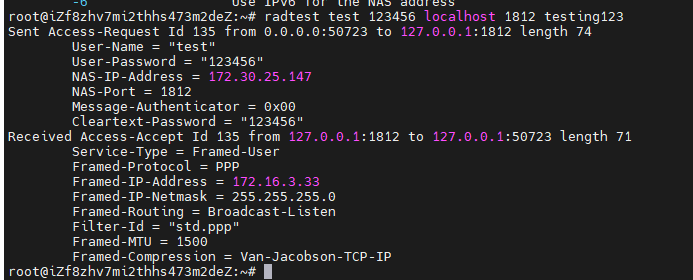 -6 Use IPv6 for the NAS address
root@iZf8zhv7mi2thhs473m2deZ:~# radtest test 123456 localhost 1812 testing123
Sent Access-Request Id 135 from 0.0.0.0:50723 to 127.0.0.1:1812 length 74
User-Name = "test"
User-Password = "123456"
NAS-IP-Address = 172.30.25.147
NAS-Port = 1812
Message-Authenticator = 0x00
Cleartext-Password = "123456"
Received Access-Accept Id 135 from 127.0.0.1:1812 to 127.0.0.1:50723 length 71
Service-Type = Framed-User
Framed-Protocol = PPP
Framed-IP-Address = 172.16.3.33
Framed-IP-Netmask = 255.255.255.0
Framed-Routing = Broadcast-Listen
Filter-Id = "std.ppp"
Framed-MTU = 1500
Framed-Compression = Van-Jacobson-TCP-IP
root@iZf8zhv7mi2thhs473m2deZ:~#